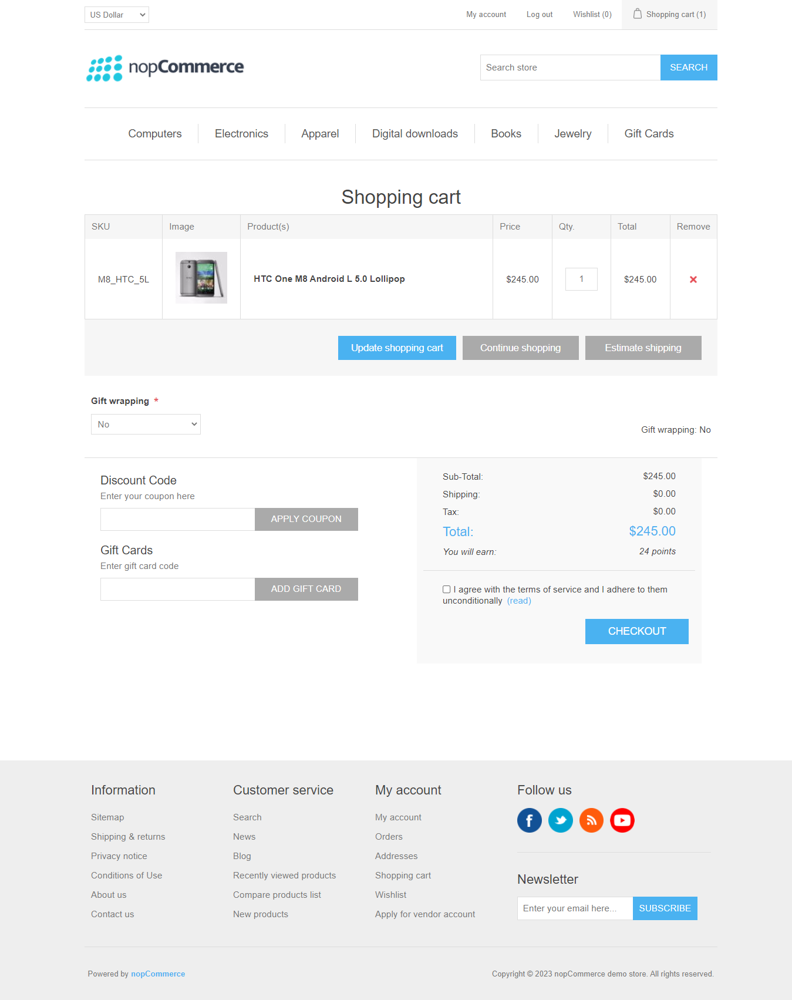 US Dollar
My account
Log out
Wishlist (0)
Shopping cart (1)
nopCommerce
Search store
SEARCH
Computers
Electronics
Apparel
Digital downloads
Books
Jewelry
Gift Cards
Shopping cart
SKU
Image
Product(s)
Price
Qty.
Total
Remove
M8_HTC_5L
HTC One M8 Android L 5.0 Lollipop
$245.00
1
$245.00
Update shopping cart
Continue shopping
Estimate shipping
Gift wrapping *
No
Gift wrapping: No
Discount Code
Enter your coupon here
APPLY COUPON
Gift Cards
Enter gift card code
ADD GIFT CARD
Sub-Total: $245.00
Shipping: $0.00
Tax: $0.00
Total: $245.00
You will earn: 24 points
I agree with the terms of service and I adhere to them
unconditionally (read)
CHECKOUT
Information
Sitemap
Shipping & returns
Privacy notice
Conditions of Use
About us
Contact us
Customer service
Search
News
Blog
Recently viewed products
Compare products list
New products
My account
My account
Orders
Addresses
Shopping cart
Wishlist
Apply for vendor account
Follow us
Newsletter
Enter your email here...
SUBSCRIBE
Powered by nopCommerce
Copyright © 2023 nopCommerce demo store. All rights reserved.